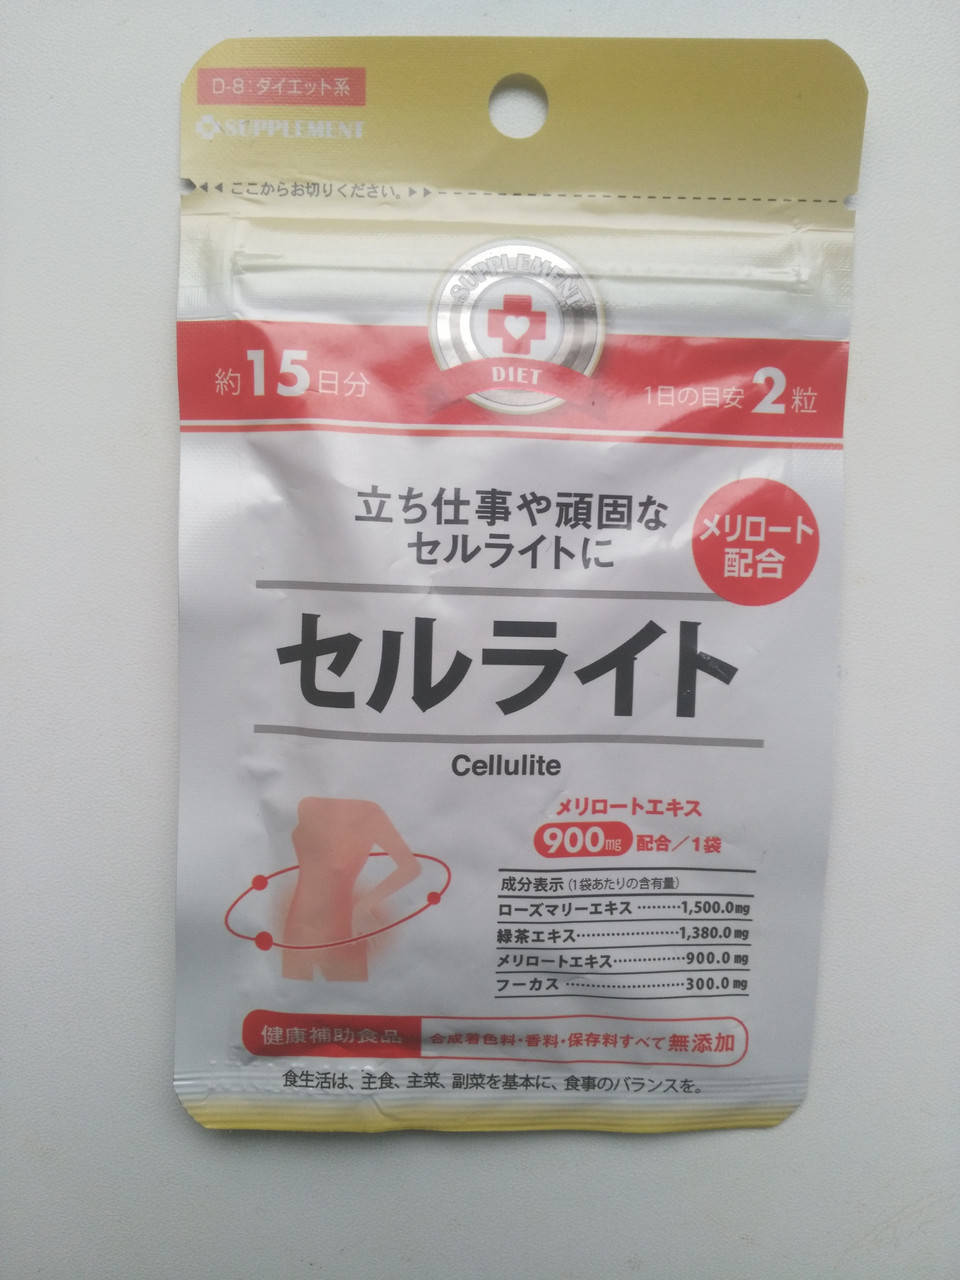 D-8：ダイエット系
SUPPLEMENT
ここからお切りください。
SUPPLEMENT
DIET
約15日分
1日の目安 2粒
立ち仕事や頑固な
セルライトに
メリロート
配合
セルライト
Cellulite
メリロートエキス
900mg 配合／1袋
成分表示（1袋あたりの含有量）
ローズマリーエキス………1,500.0mg
緑茶エキス…………………1,380.0mg
メリロートエキス……………900.0mg
フーカス……………………300.0mg
健康補助食品 合成着色料・香料・保存料すべて無添加
食生活は、主食、主菜、副菜を基本に、食事のバランスを。